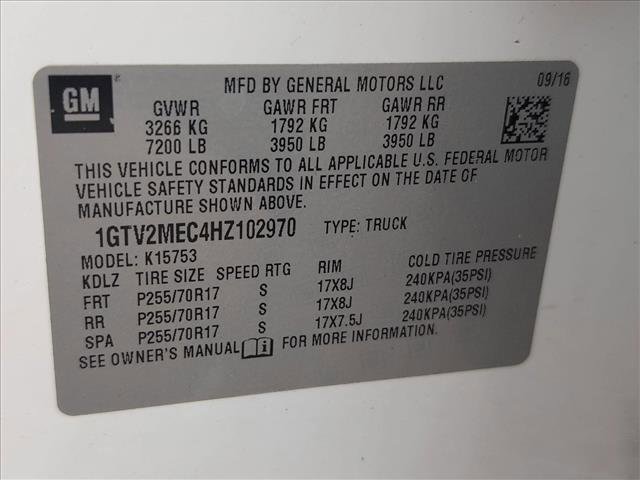 GM
MFD BY GENERAL MOTORS LLC 09/16
GVWR GAWR FRT GAWR RR
3266 KG 1792 KG 1792 KG
7200 LB 3950 LB 3950 LB
THIS VEHICLE CONFORMS TO ALL APPLICABLE U.S. FEDERAL MOTOR
VEHICLE SAFETY STANDARDS IN EFFECT ON THE DATE OF
MANUFACTURE SHOWN ABOVE.
1GTV2MEC4HZ102970 TYPE: TRUCK
MODEL: K15753
KDLZ TIRE SIZE SPEED RTG RIM COLD TIRE PRESSURE
FRT P255/70R17 S 17X8J 240KPA(35PSI)
RR P255/70R17 S 17X8J 240KPA(35PSI)
SPA P255/70R17 S 17X7.5J 240KPA(35PSI)
SEE OWNER'S MANUAL FOR MORE INFORMATION.